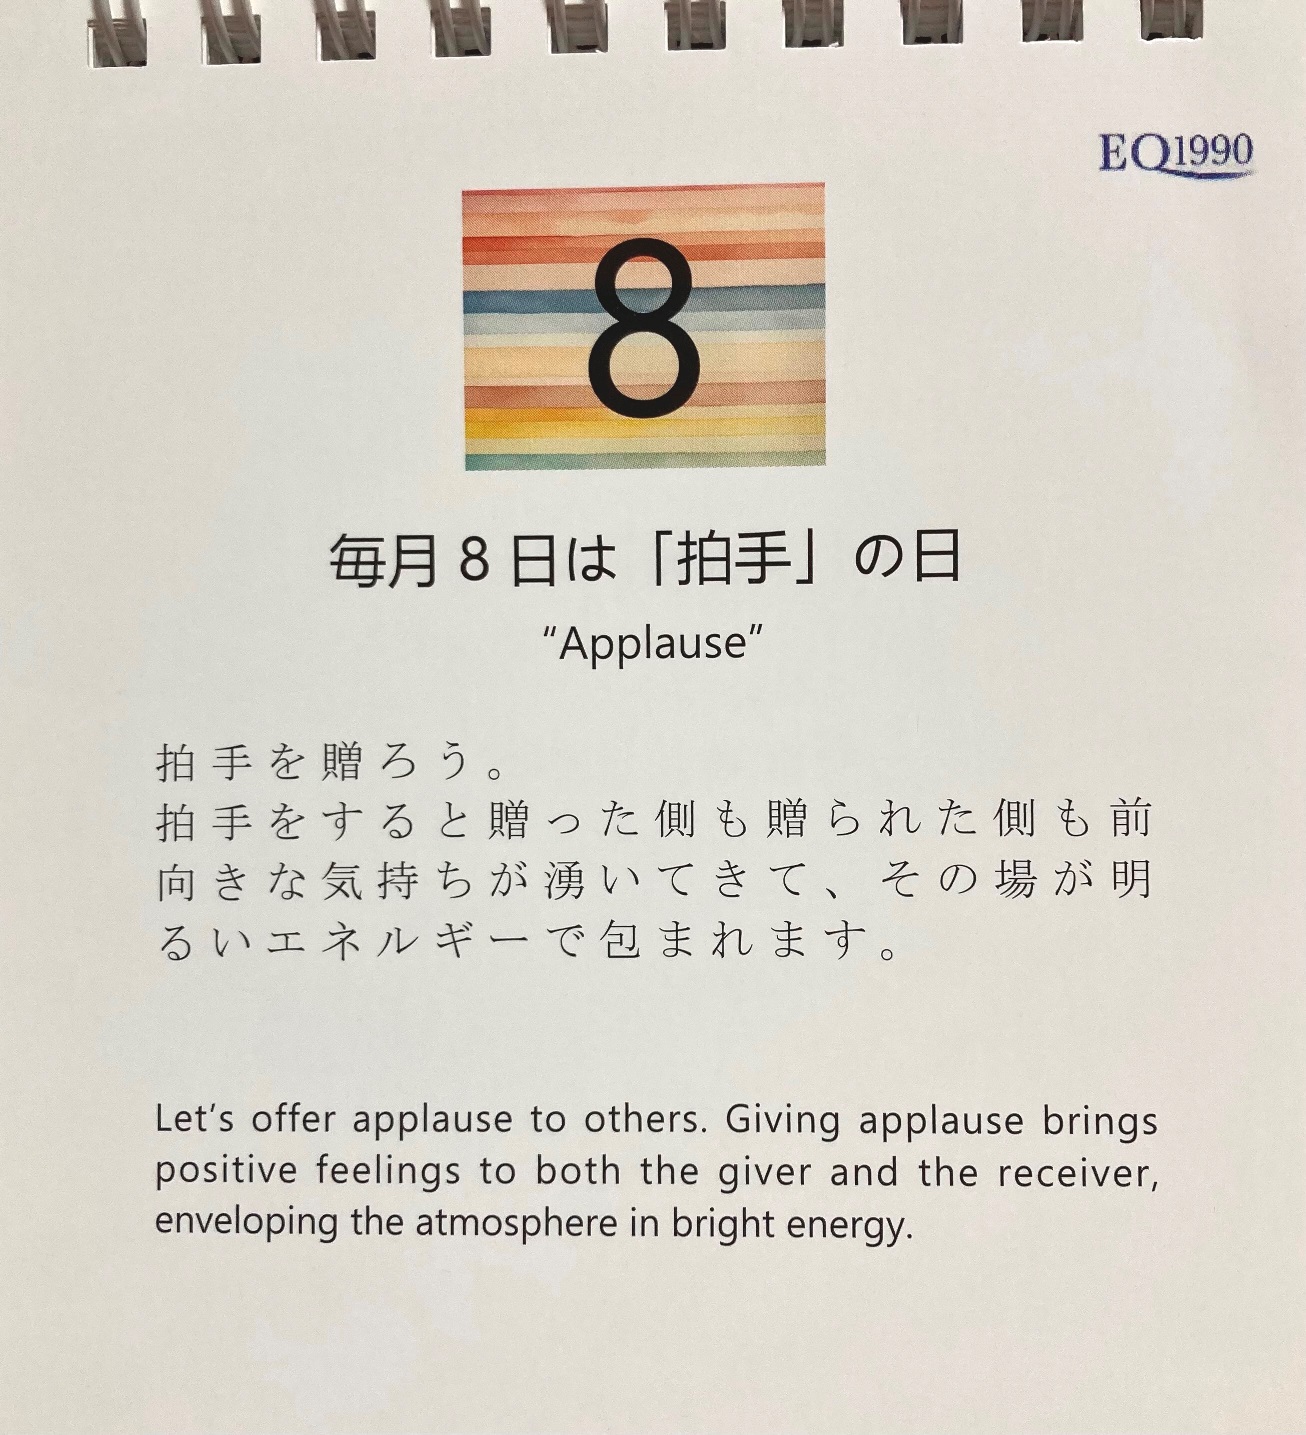 EQ1990
8
毎月8日は「拍手」の日
“Applause”
拍手を贈ろう。
拍手をすると贈った側も贈られた側も前
向きな気持ちが湧いてきて、その場が明
るいエネルギーで包まれます。
Let's offer applause to others. Giving applause brings
positive feelings to both the giver and the receiver,
enveloping the atmosphere in bright energy.